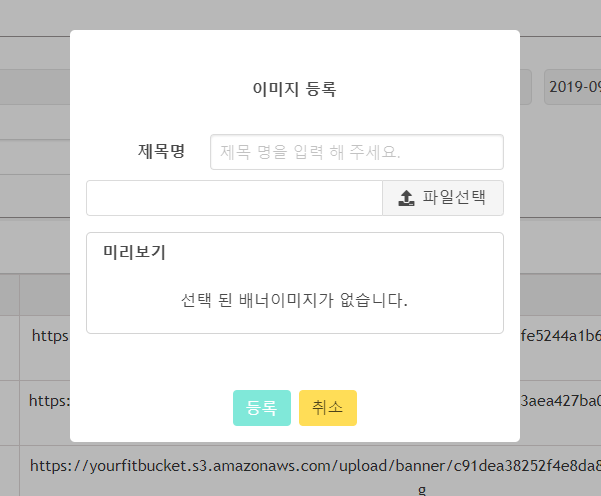 2019-09
이미지 등록
제목명
제목 명을 입력 해 주세요.
파일선택
미리보기
선택 된 배너이미지가 없습니다.
https fe5244a1b6
https: 3aea427ba0
등록 취소
https://yourfitbucket.s3.amazonaws.com/upload/banner/c91dea38252f4e8da8
g